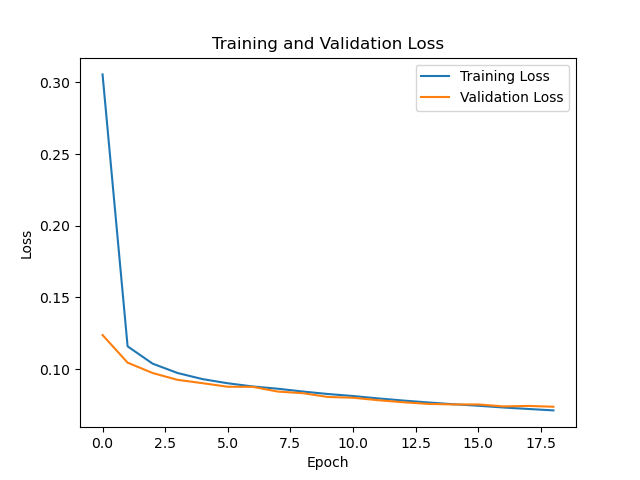 Training and Validation Loss
Training Loss
Validation Loss
0.30
0.25
0.20
0.15
0.10
Loss
0.0 2.5 5.0 7.5 10.0 12.5 15.0 17.5
Epoch